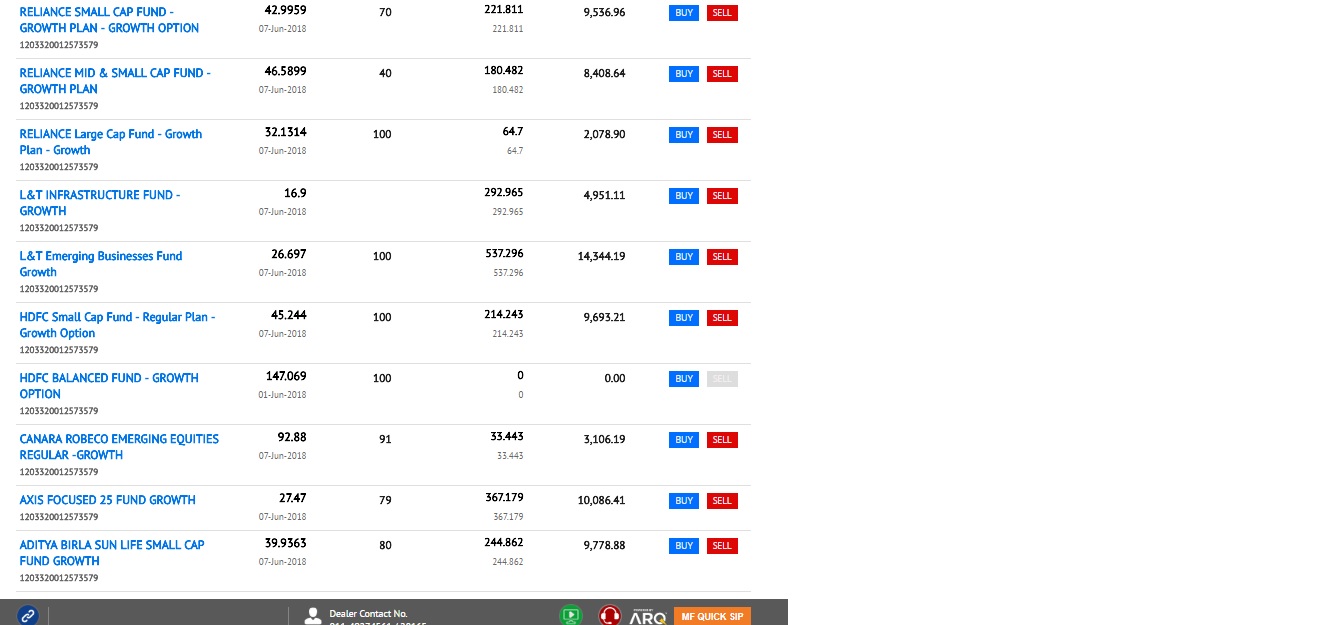 RELIANCE SMALL CAP FUND - 42.9959 70 221.811 9,536.96 BUY SELL
GROWTH PLAN - GROWTH OPTION 07-Jun-2018 221.811
1203320012573579
RELIANCE MID & SMALL CAP FUND - 46.5899 40 180.482 8,408.64 BUY SELL
GROWTH PLAN 07-Jun-2018 180.482
1203320012573579
RELIANCE Large Cap Fund - Growth 32.1314 100 64.7 2,078.90 BUY SELL
Plan - Growth 07-Jun-2018 64.7
1203320012573579
L&T INFRASTRUCTURE FUND - 16.9 292.965 4,951.11 BUY SELL
GROWTH 07-Jun-2018 292.965
1203320012573579
L&T Emerging Businesses Fund 26.697 100 537.296 14,344.19 BUY SELL
Growth 07-Jun-2018 537.296
1203320012573579
HDFC Small Cap Fund - Regular Plan - 45.244 100 214.243 9,693.21 BUY SELL
Growth Option 07-Jun-2018 214.243
1203320012573579
HDFC BALANCED FUND - GROWTH 147.069 100 0 0.00 BUY SELL
OPTION 01-Jun-2018 0
1203320012573579
CANARA ROBECO EMERGING EQUITIES 92.88 91 33.443 3,106.19 BUY SELL
REGULAR -GROWTH 07-Jun-2018 33.443
1203320012573579
AXIS FOCUSED 25 FUND GROWTH 27.47 79 367.179 10,086.41 BUY SELL
1203320012573579 07-Jun-2018 367.179
ADITYA BIRLA SUN LIFE SMALL CAP 39.9363 80 244.862 9,778.88 BUY SELL
FUND GROWTH 07-Jun-2018 244.862
1203320012573579
Dealer Contact No. ARQ MF QUICK SIP